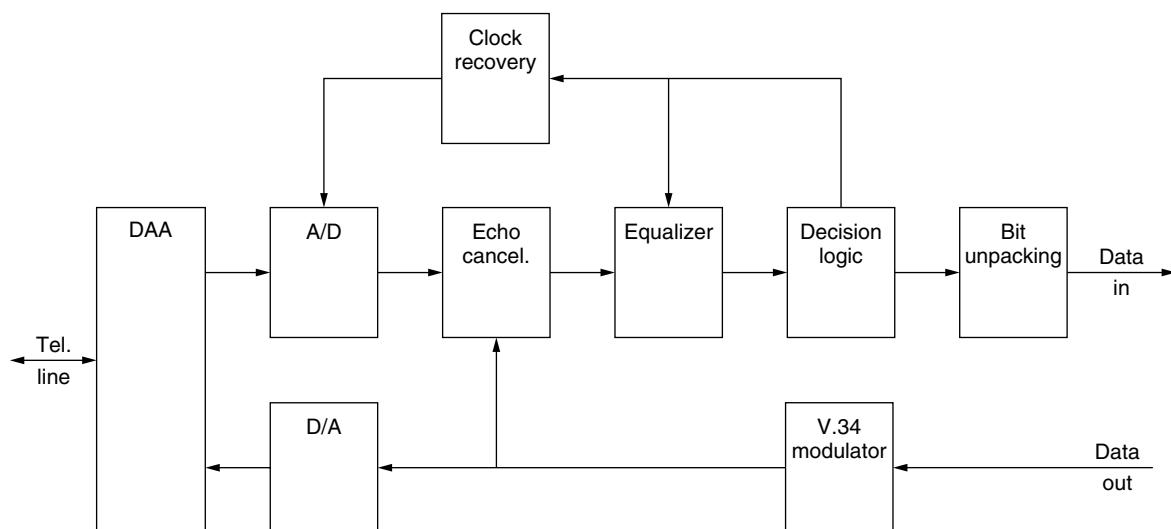 Clock
recovery
DAA
A/D
Echo
cancel.
Equalizer
Decision
logic
Bit
unpacking
Data
in
Tel.
line
D/A
V.34
modulator
Data
out